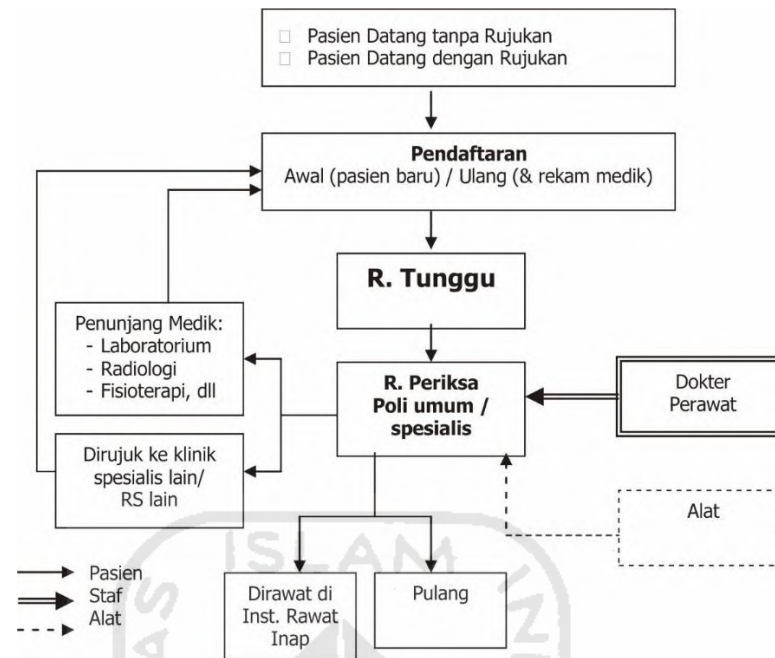 Pasien Datang tanpa Rujukan
Pasien Datang dengan Rujukan
Pendaftaran
Awal (pasien baru) / Ulang (& rekam medik)
R. Tunggu
Penunjang Medik:
- Laboratorium
- Radiologi
- Fisioterapi, dll
R. Periksa
Poli umum /
spesialis
Dokter
Perawat
Dirujuk ke klinik
spesialis lain/
RS lain
Alat
Pasien
Staf
Alat
Dirawat di
Inst. Rawat
Inap
Pulang
ISLAM